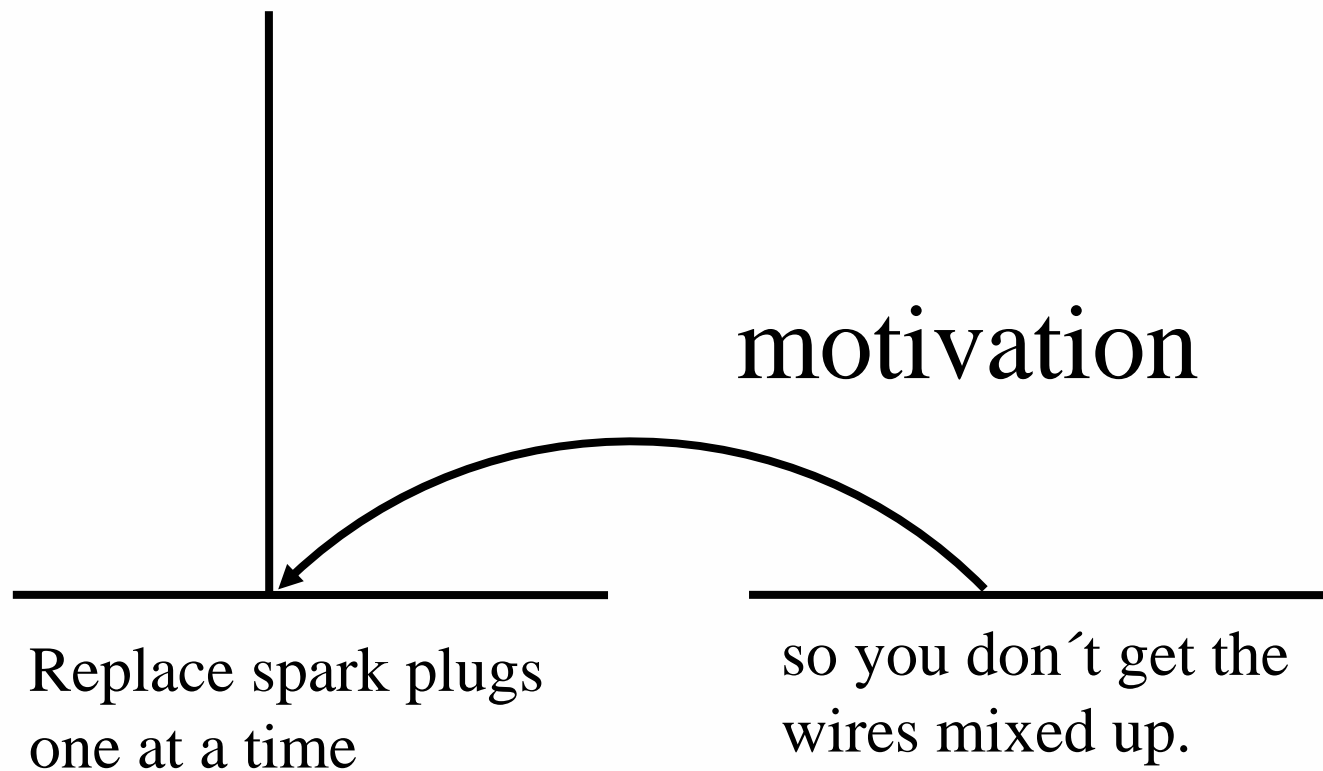 motivation
Replace spark plugs
one at a time
so you don´t get the
wires mixed up.